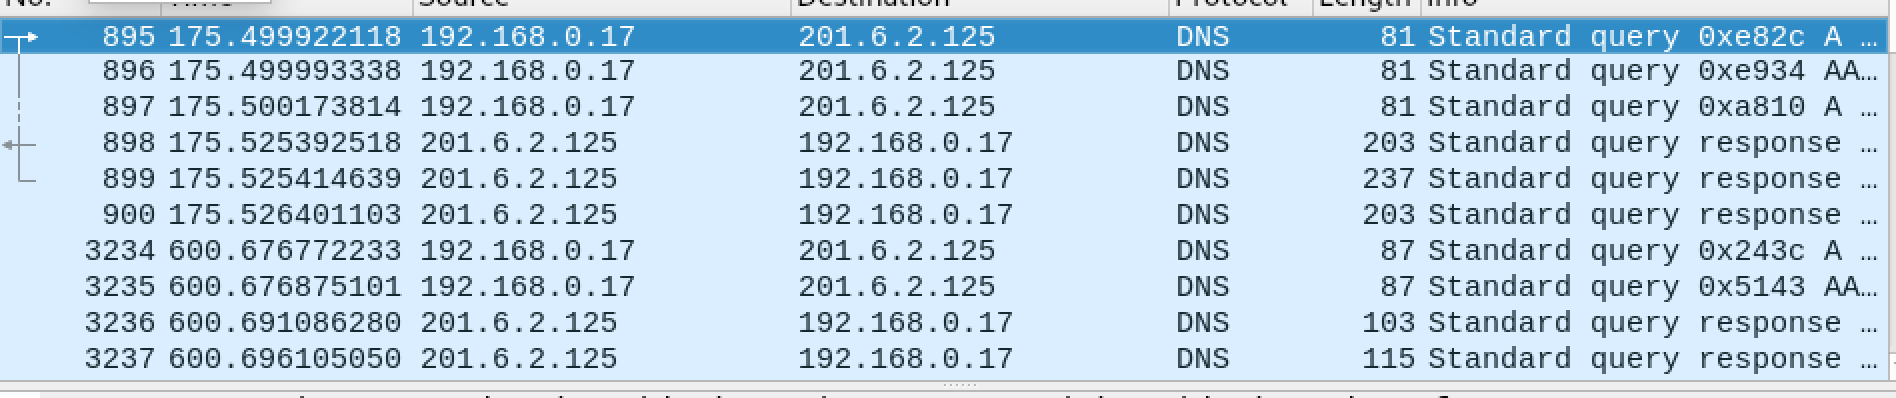 No. Time Source Destination Protocol Length Info
895 175.499922118 192.168.0.17 201.6.2.125 DNS 81 Standard query 0xe82c A …
896 175.499993338 192.168.0.17 201.6.2.125 DNS 81 Standard query 0xe934 AA…
897 175.500173814 192.168.0.17 201.6.2.125 DNS 81 Standard query 0xa810 A …
898 175.525392518 201.6.2.125 192.168.0.17 DNS 203 Standard query response …
899 175.525414639 201.6.2.125 192.168.0.17 DNS 237 Standard query response …
900 175.526401103 201.6.2.125 192.168.0.17 DNS 203 Standard query response …
3234 600.676772233 192.168.0.17 201.6.2.125 DNS 87 Standard query 0x243c A …
3235 600.676875101 192.168.0.17 201.6.2.125 DNS 87 Standard query 0x5143 AA…
3236 600.691086280 201.6.2.125 192.168.0.17 DNS 103 Standard query response …
3237 600.696105050 201.6.2.125 192.168.0.17 DNS 115 Standard query response …